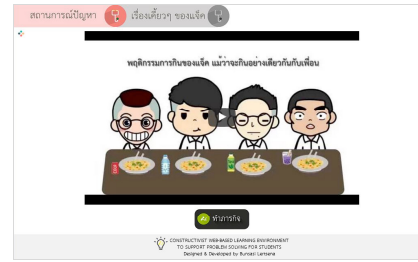 สถานการณ์ปัญหา เรื่องเคี้ยวๆ ของแจ็ค
พฤติกรรมการกินของแจ็ค แม้ว่าจะกินอย่างเดียวกันกับเพื่อน
ทำภารกิจ
CONSTRUCTIVIST WEB-BASED LEARNING ENVIRONMENT
TO SUPPORT PROBLEM SOLVING FOR STUDENTS
Designed & Developed by Bunsasi Lertsena